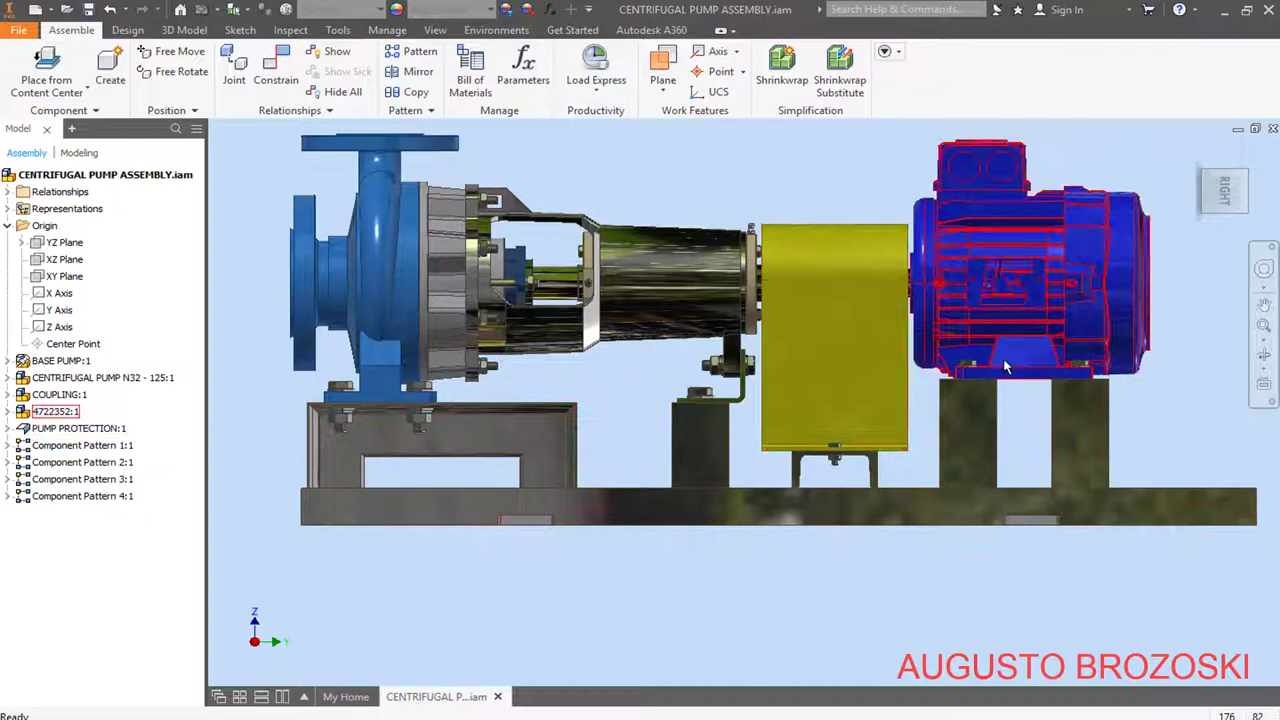 CENTRIFUGAL PUMP ASSEMBLY.iam
Search Help & Commands...
Sign In
File
Assemble
Design
3D Model
Sketch
Inspect
Tools
Manage
View
Environments
Get Started
Autodesk A360
Place from
Content Center
Create
Free Move
Free Rotate
Joint
Constrain
Show
Show Sick
Hide All
Pattern
Mirror
Copy
Bill of
Materials
Parameters
Load Express
Plane
Axis
Point
UCS
Shrinkwrap
Shrinkwrap
Substitute
Component
Position
Relationships
Pattern
Manage
Productivity
Work Features
Simplification
Model
Assembly
Modeling
CENTRIFUGAL PUMP ASSEMBLY.iam
Relationships
Representations
Origin
YZ Plane
XZ Plane
XY Plane
X Axis
Y Axis
Z Axis
Center Point
BASE PUMP:1
CENTRIFUGAL PUMP N32 - 125:1
COUPLING:1
4722352:1
PUMP PROTECTION:1
Component Pattern 1:1
Component Pattern 2:1
Component Pattern 3:1
Component Pattern 4:1
RIGHT
Z
Y
AUGUSTO BROZOSKI
My Home
CENTRIFUGAL P...iam
Ready
176
82